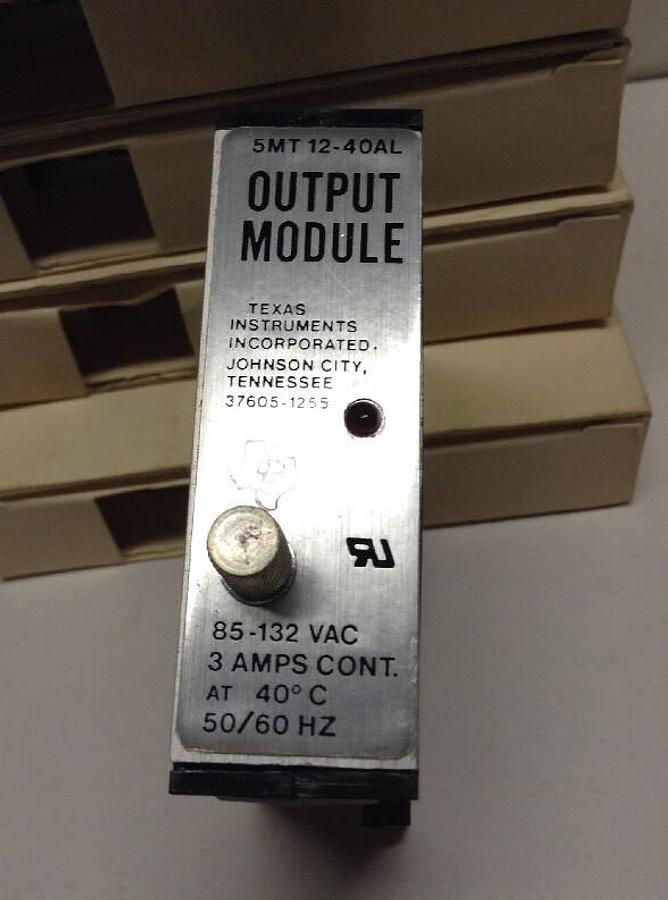 5MT 12-40AL
OUTPUT
MODULE
TEXAS
INSTRUMENTS
INCORPORATED.
JOHNSON CITY,
TENNESSEE
37605-1255
85-132 VAC
3 AMPS CONT.
AT 40° C
50/60 HZ